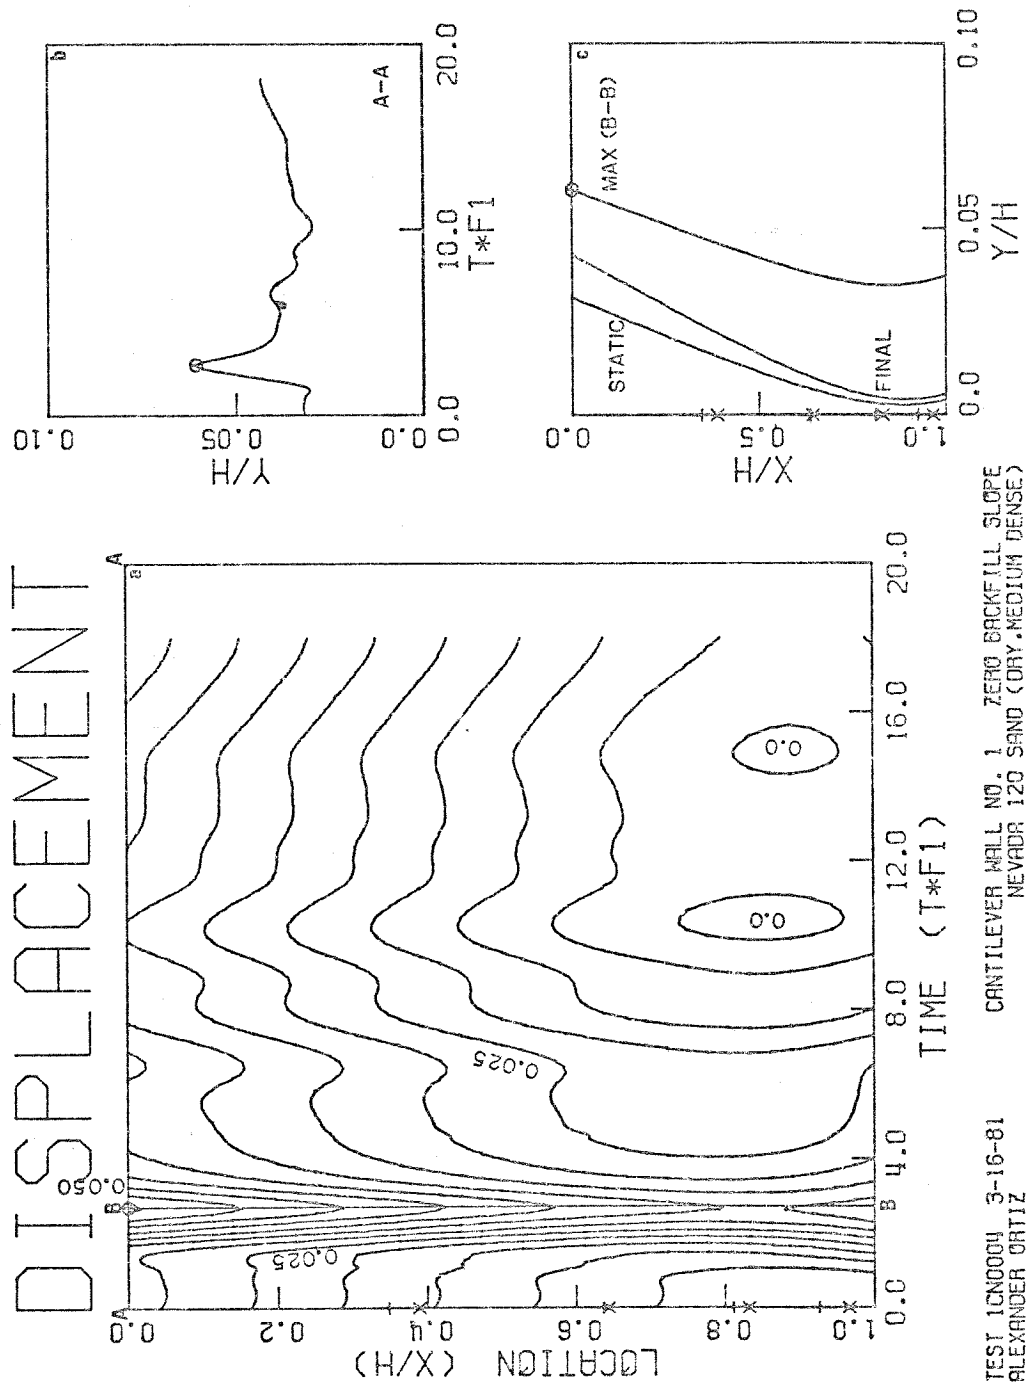 DISPLACEMENT
A
A
a
B
0.050
0.025
0.025
0.0
0.0
B
0.0
0.2
0.4
0.6
0.8
1.0
LOCATION (X/H)
0.0
4.0
8.0
12.0
16.0
20.0
TIME (T*F1)
b
A-A
0.10
0.05
0.0
Y/H
0.0
10.0
20.0
T*F1
c
STATIC
MAX (B-B)
FINAL
0.0
0.5
1.0
X/H
0.0
0.05
0.10
Y/H
TEST 1CN0004 3-16-81
ALEXANDER ORTIZ
CANTILEVER WALL NO. 1 ZERO BACKFILL SLOPE
NEVADA 120 SAND (DRY,MEDIUM DENSE)